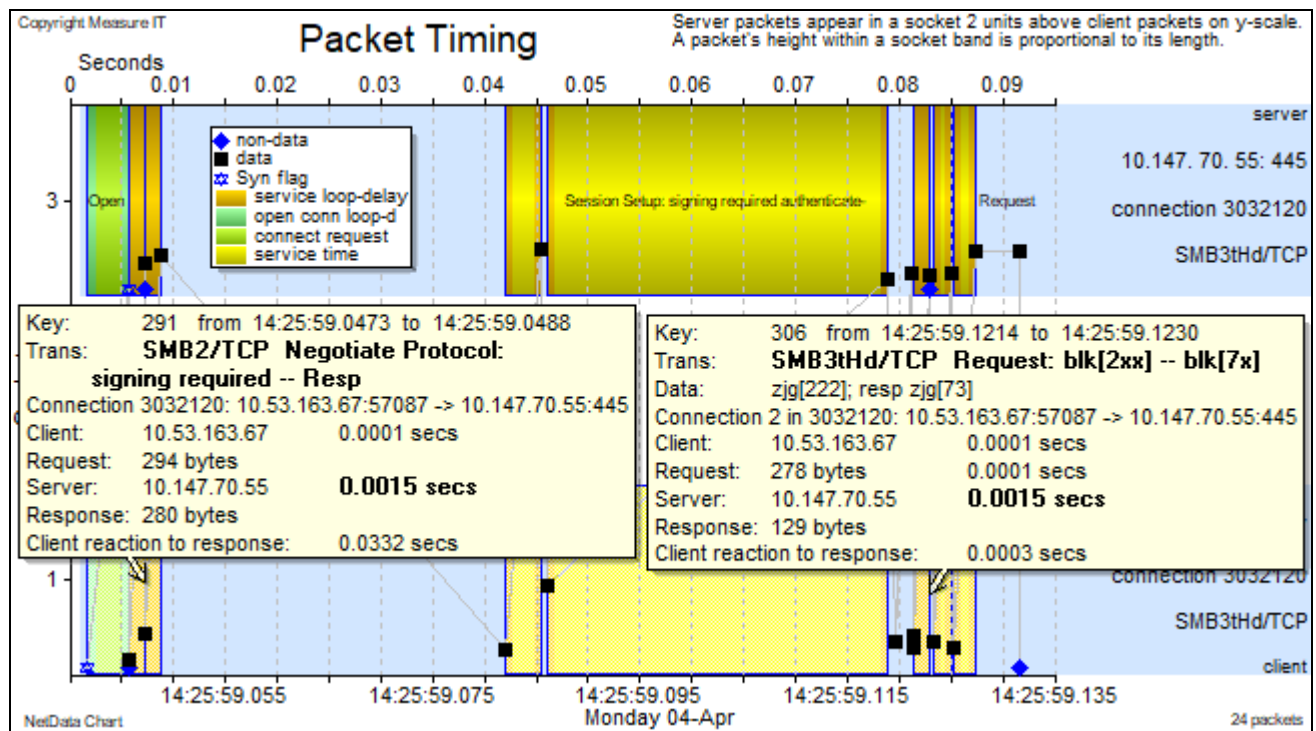 Copyright Measure IT
Packet Timing
Server packets appear in a socket 2 units above client packets on y-scale.
A packet's height within a socket band is proportional to its length.
Seconds
0 0.01 0.02 0.03 0.04 0.05 0.06 0.07 0.08 0.09
server
10.147. 70. 55: 445
connection 3032120
SMB3tHd/TCP
non-data
data
Syn flag
service loop-delay
open conn loop-d
connect request
service time
3
Open
Session Setup: signing required authenticate-
Request
Key: 291 from 14:25:59.0473 to 14:25:59.0488
Trans: SMB2/TCP Negotiate Protocol:
signing required -- Resp
Connection 3032120: 10.53.163.67:57087 -> 10.147.70.55:445
Client: 10.53.163.67 0.0001 secs
Request: 294 bytes
Server: 10.147.70.55 0.0015 secs
Response: 280 bytes
Client reaction to response: 0.0332 secs
Key: 306 from 14:25:59.1214 to 14:25:59.1230
Trans: SMB3tHd/TCP Request: blk[2xx] -- blk[7x]
Data: zjg[222]; resp zjg[73]
Connection 2 in 3032120: 10.53.163.67:57087 -> 10.147.70.55:445
Client: 10.53.163.67 0.0001 secs
Request: 278 bytes 0.0001 secs
Server: 10.147.70.55 0.0015 secs
Response: 129 bytes
Client reaction to response: 0.0003 secs
1
connection 3032120
SMB3tHd/TCP
client
14:25:59.055 14:25:59.075 14:25:59.095 14:25:59.115 14:25:59.135
Monday 04-Apr
NetData Chart
24 packets